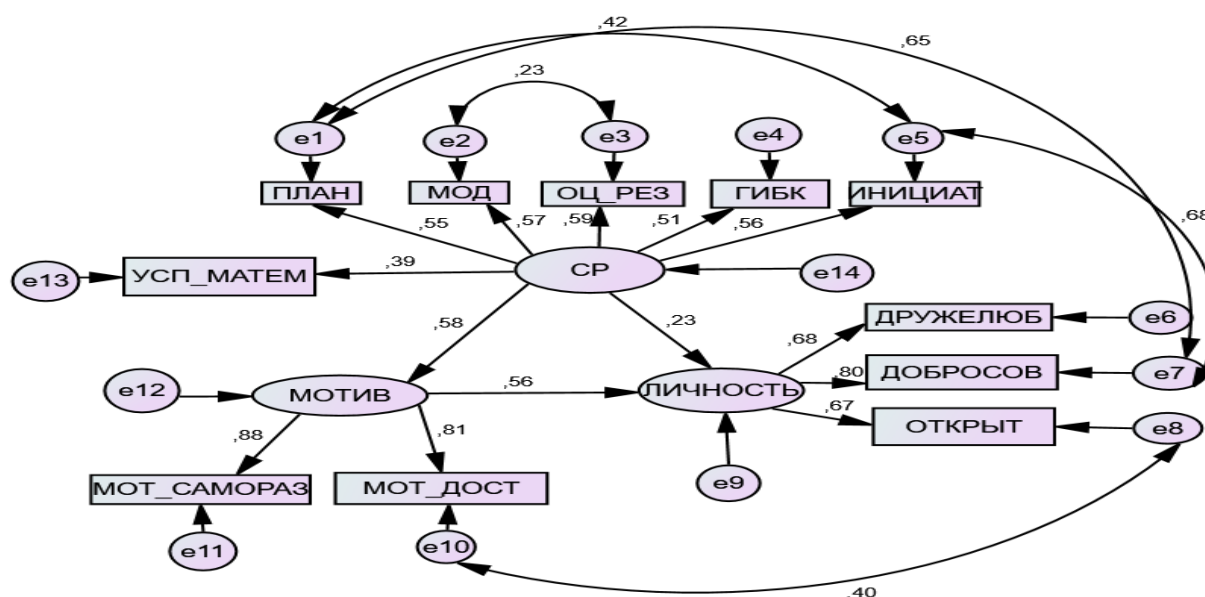 ,42
,65
,23
e1
e2
e3
e4
e5
ПЛАН
МОД
ОЦ_РЕЗ
ГИБК
ИНИЦИАТ
,55
,57
,59
,51
,56
,68
e13
УСП_МАТЕМ
,39
СР
e14
,58
,23
ДРУЖЕЛЮБ
e6
,68
e12
МОТИВ
,56
ЛИЧНОСТЬ
,80
ДОБРОСОВ
e7
,67
ОТКРЫТ
e8
,88
,81
МОТ_САМОРАЗ
МОТ_ДОСТ
e9
e11
e10
,40